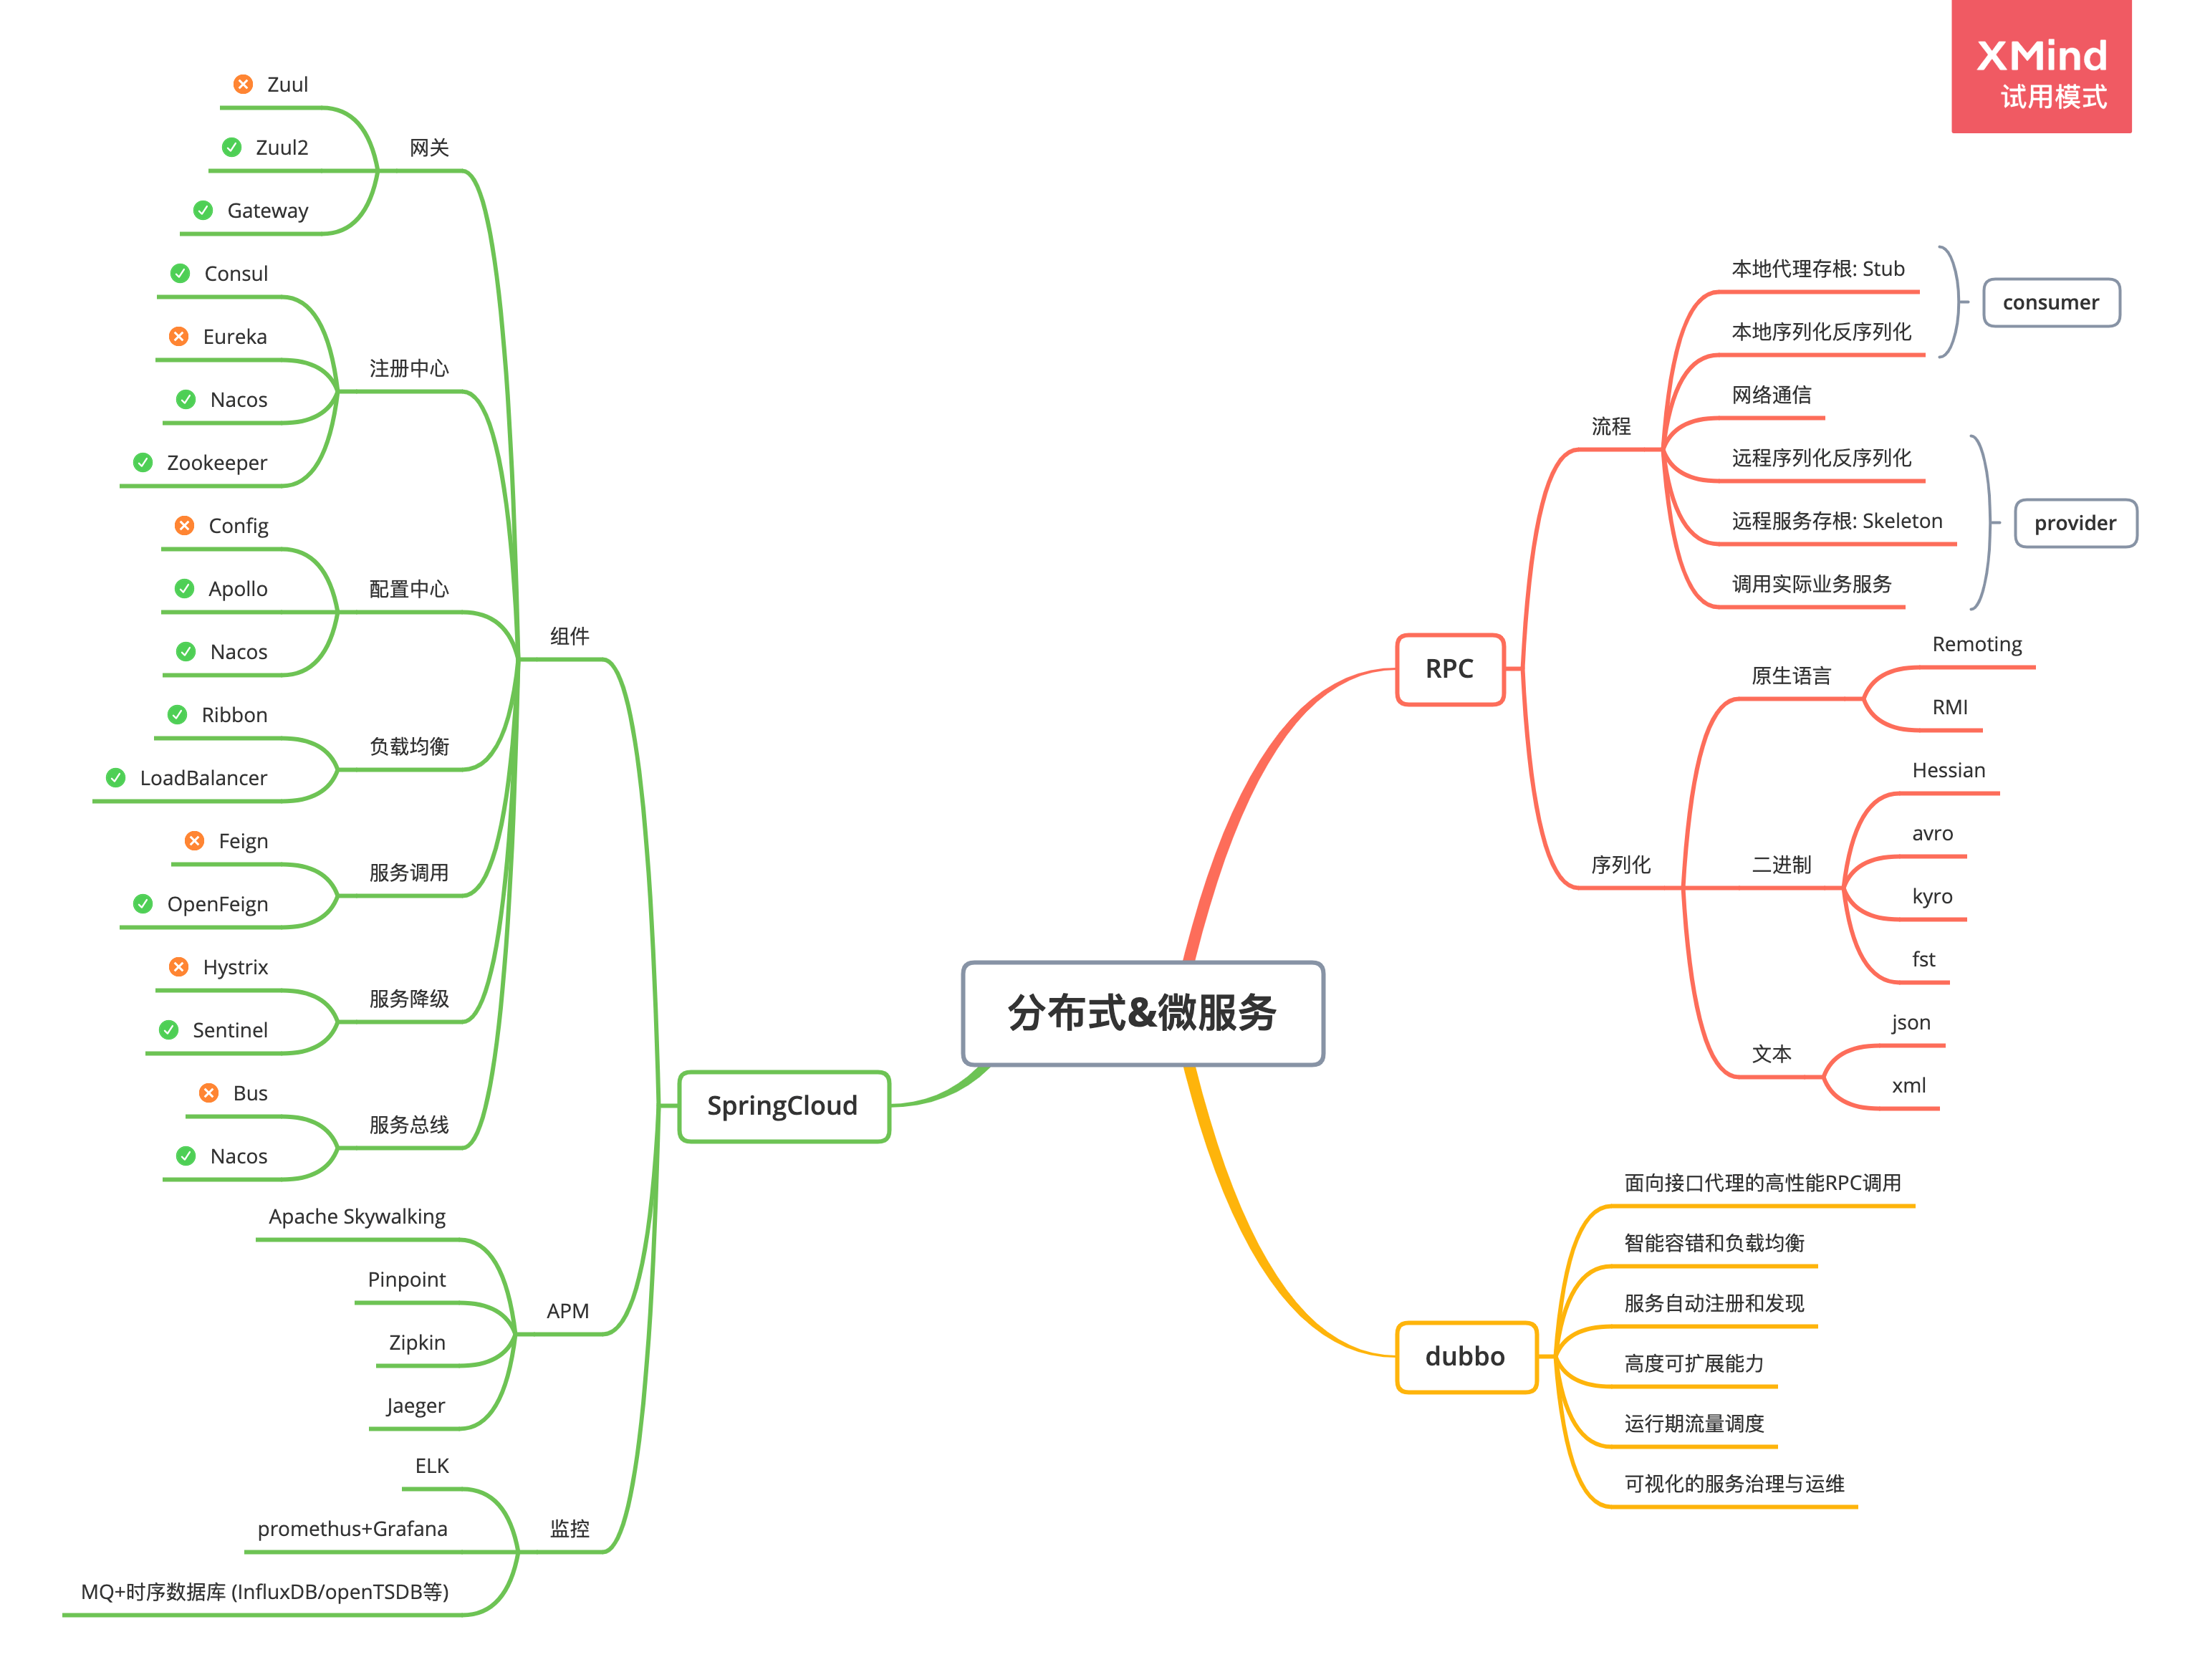 XMind
试用模式
分布式&微服务
RPC
流程
本地代理存根: Stub
本地序列化反序列化
consumer
网络通信
远程序列化反序列化
远程服务存根: Skeleton
调用实际业务服务
provider
序列化
原生语言
Remoting
RMI
二进制
Hessian
avro
kyro
fst
文本
json
xml
dubbo
面向接口代理的高性能RPC调用
智能容错和负载均衡
服务自动注册和发现
高度可扩展能力
运行期流量调度
可视化的服务治理与运维
SpringCloud
组件
网关
Zuul
Zuul2
Gateway
注册中心
Consul
Eureka
Nacos
Zookeeper
配置中心
Config
Apollo
Nacos
负载均衡
Ribbon
LoadBalancer
服务调用
Feign
OpenFeign
服务降级
Hystrix
Sentinel
服务总线
Bus
Nacos
APM
Apache Skywalking
Pinpoint
Zipkin
Jaeger
监控
ELK
promethus+Grafana
MQ+时序数据库 (InfluxDB/openTSDB等)